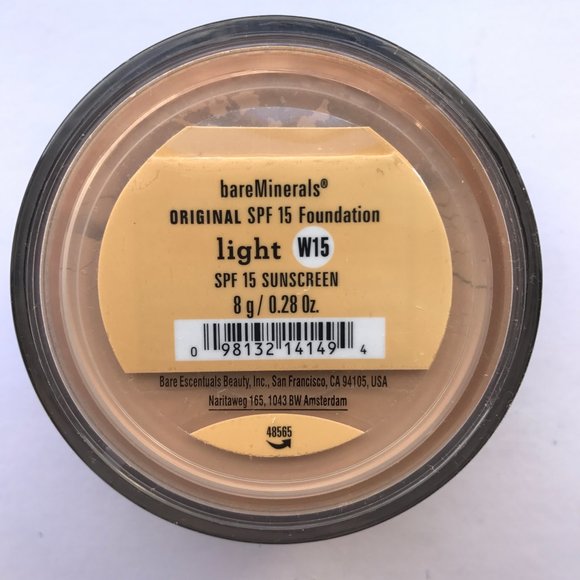 bareMinerals®
ORIGINAL SPF 15 Foundation
light W15
SPF 15 SUNSCREEN
8 g / 0.28 Oz.
0 98132 14149 4
Bare Escentuals Beauty, Inc., San Francisco, CA 94105, USA
Naritaweg 165, 1043 BW Amsterdam
48565